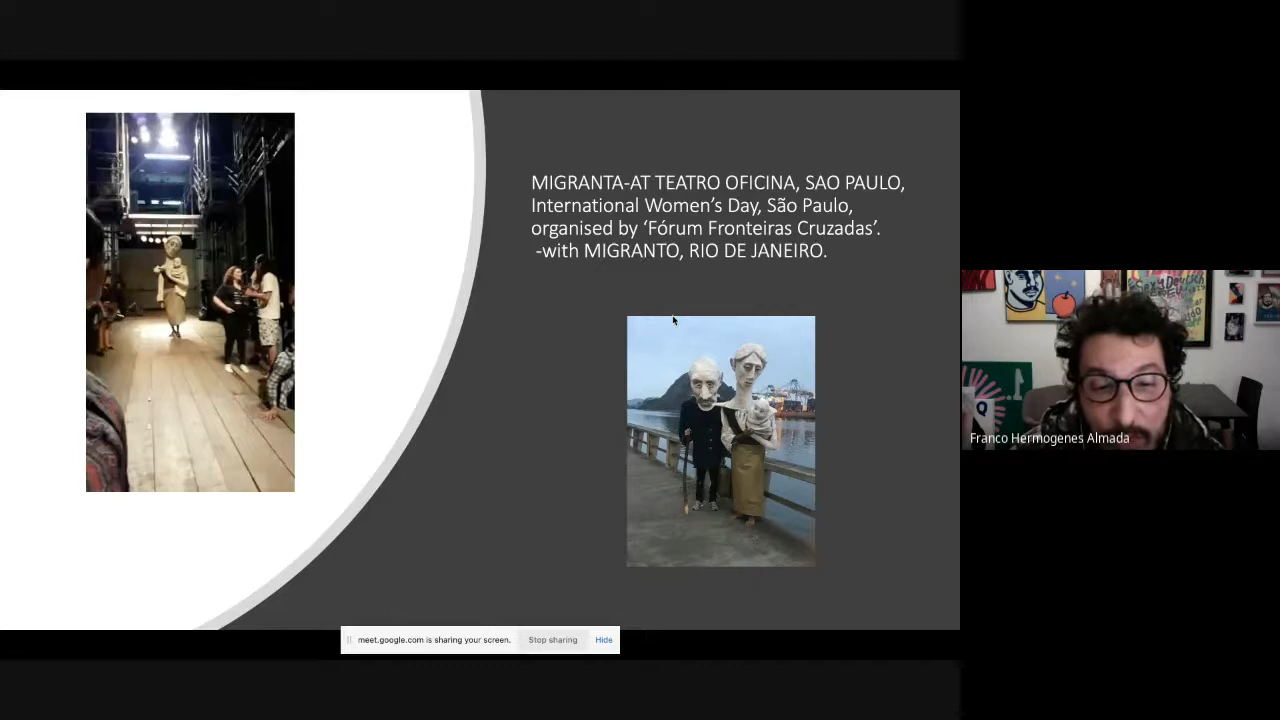 MIGRANTA-AT TEATRO OFICINA, SAO PAULO,
International Women's Day, São Paulo,
organised by ‘Fórum Fronteiras Cruzadas’.
-with MIGRANTO, RIO DE JANEIRO.
Franco Hermogenes Almada
meet.google.com is sharing your screen.
Stop sharing
Hide